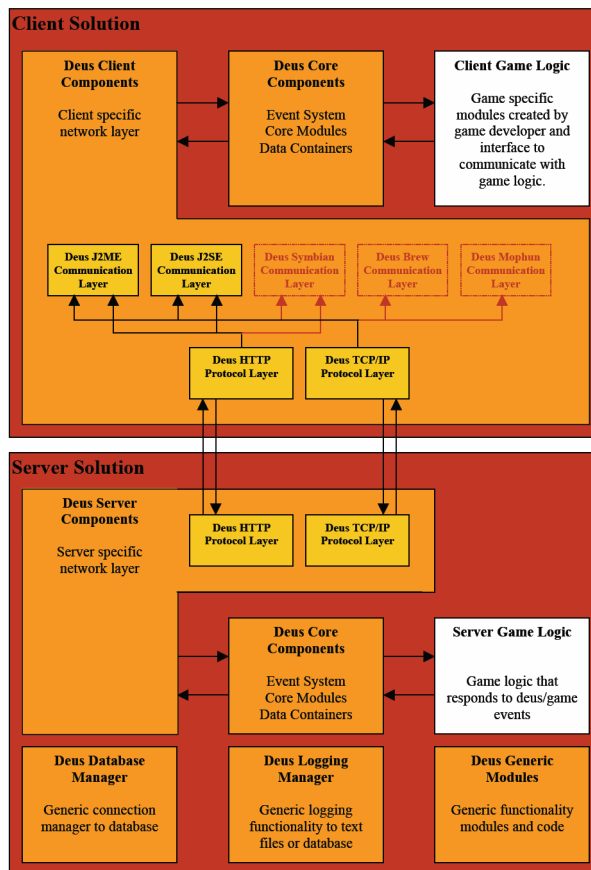 Client Solution
Deus Client
Components
Client specific
network layer
Deus Core
Components
Event System
Core Modules
Data Containers
Client Game Logic
Game specific
modules created by
game developer and
interface to
communicate with
game logic.
Deus J2ME
Communication
Layer
Deus J2SE
Communication
Layer
Deus Symbian
Communication
Layer
Deus Brew
Communication
Layer
Deus Mophun
Communication
Layer
Deus HTTP
Protocol Layer
Deus TCP/IP
Protocol Layer
Server Solution
Deus Server
Components
Server specific
network layer
Deus HTTP
Protocol Layer
Deus TCP/IP
Protocol Layer
Deus Core
Components
Event System
Core Modules
Data Containers
Server Game Logic
Game logic that
responds to deus/game
events
Deus Database
Manager
Generic connection
manager to database
Deus Logging
Manager
Generic logging
functionality to text
files or database
Deus Generic
Modules
Generic functionality
modules and code